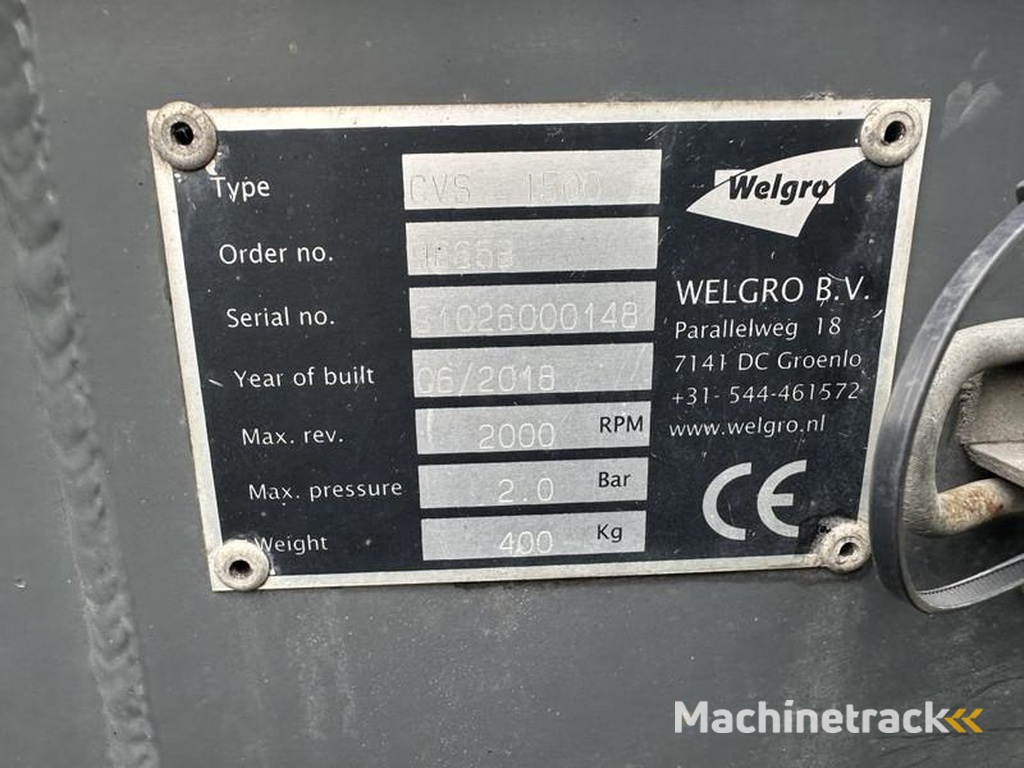 Type CVS 1500
Order no.
Serial no. 51026000148
Year of built 06/2018
Max. rev. 2000 RPM
Max. pressure 2.0 Bar
Weight 400 Kg
Welgro
WELGRO B.V.
Parallelweg 18
7141 DC Groenlo
+31- 544-461572
www.welgro.nl
CE
Machinetrack